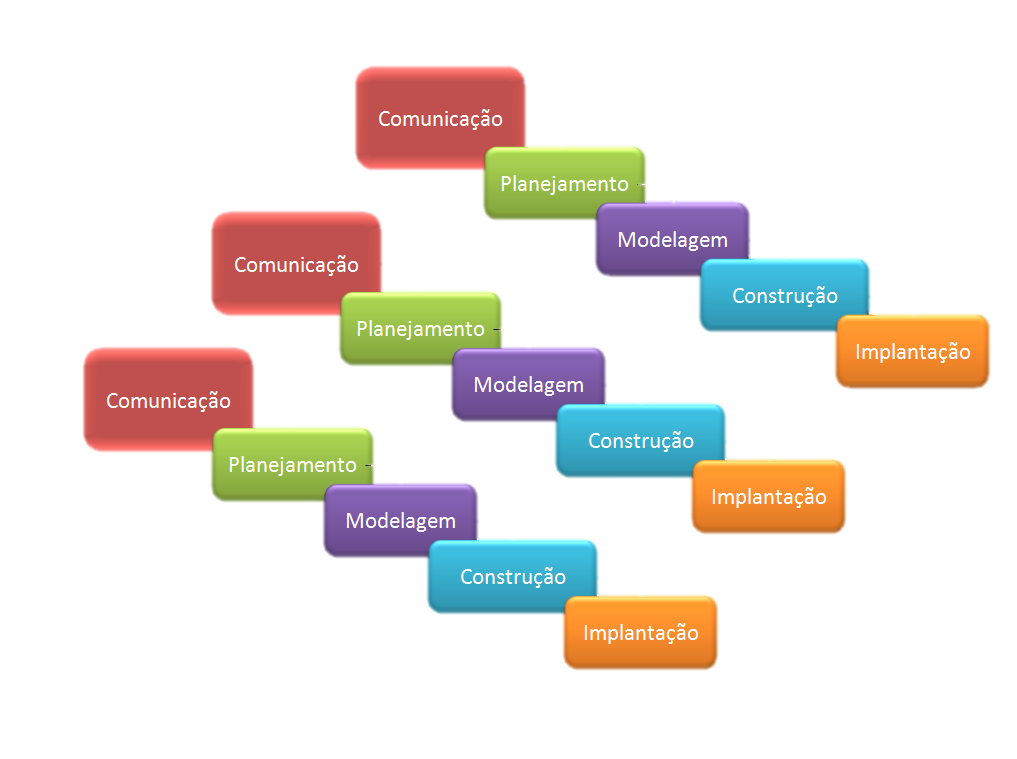 Comunicação
Planejamento
Modelagem
Construção
Implantação
Comunicação
Planejamento
Modelagem
Construção
Implantação
Comunicação
Planejamento
Modelagem
Construção
Implantação